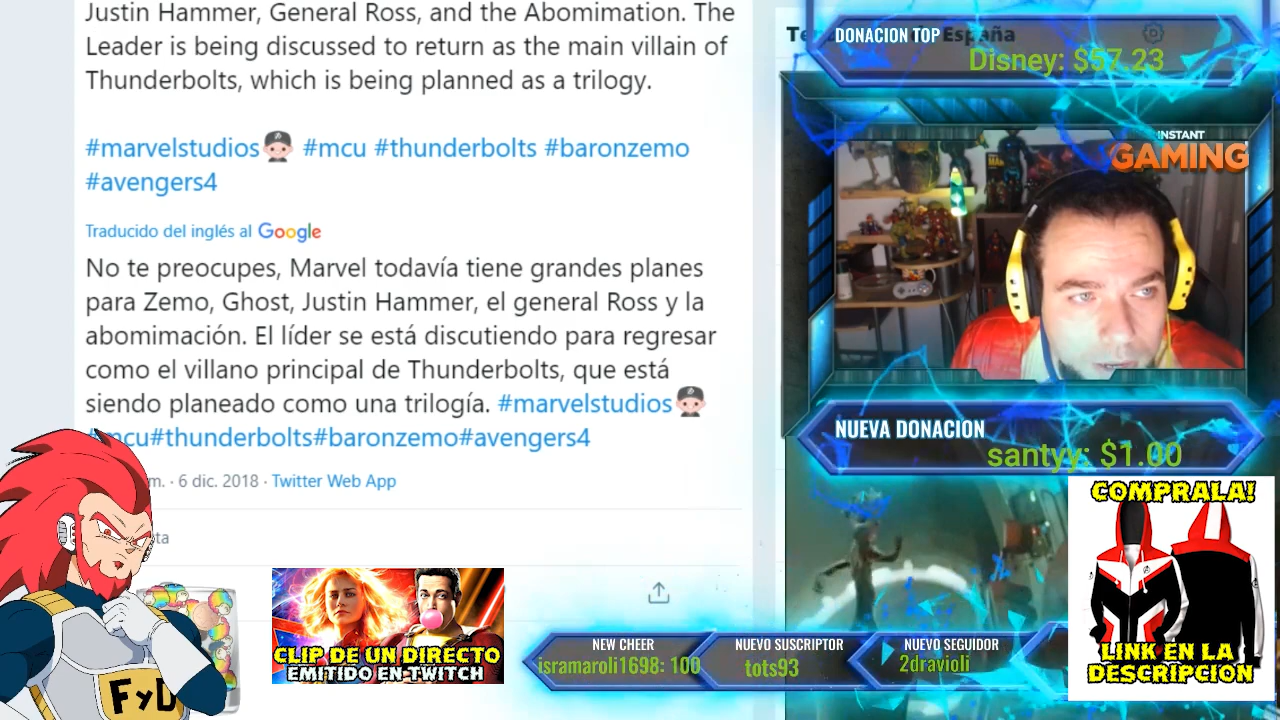 Justin Hammer, General Ross, and the Abomimation. The
Leader is being discussed to return as the main villain of
Thunderbolts, which is being planned as a trilogy.
#marvelstudios #mcu #thunderbolts #baronzemo
#avengers4
Traducido del inglés al Google
No te preocupes, Marvel todavía tiene grandes planes
para Zemo, Ghost, Justin Hammer, el general Ross y la
abomimación. El líder se está discutiendo para regresar
como el villano principal de Thunderbolts, que está
siendo planeado como una trilogía. #marvelstudios
#mcu#thunderbolts#baronzemo#avengers4
m. · 6 dic. 2018 · Twitter Web App
FyD
CLIP DE UN DIRECTO
EMITIDO EN TWITCH
España
DONACION TOP
Disney: $57.23
INSTANT
GAMING
NUEVA DONACION
santyy: $1.00
COMPRALA!
LINK EN LA
DESCRIPCION
NEW CHEER
isramaroli1698: 100
NUEVO SUSCRIPTOR
tots93
NUEVO SEGUIDOR
2dravioli